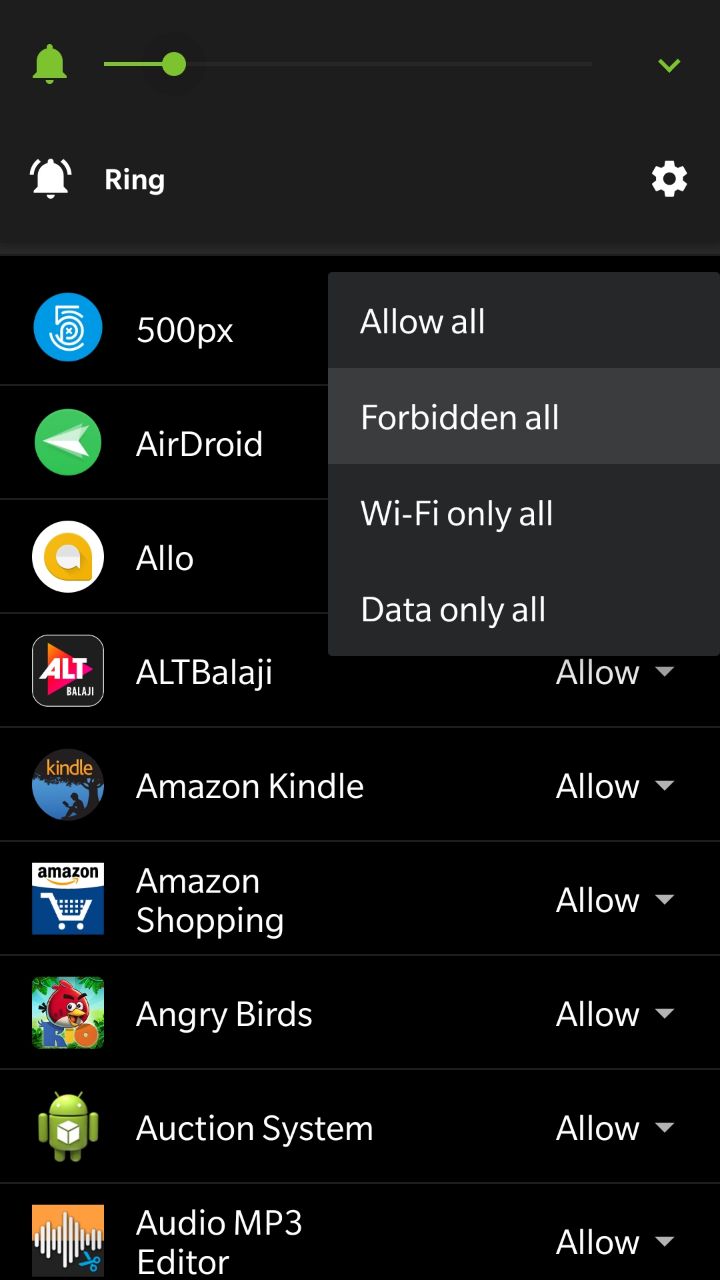 Ring
500px
Allow all
Forbidden all
AirDroid
Wi-Fi only all
Allo
Data only all
ALT
BALAJI
ALTBalaji
Allow
kindle
Amazon Kindle
Allow
amazon
Amazon
Shopping
Allow
RIO
Angry Birds
Allow
Auction System
Allow
Audio MP3
Editor
Allow